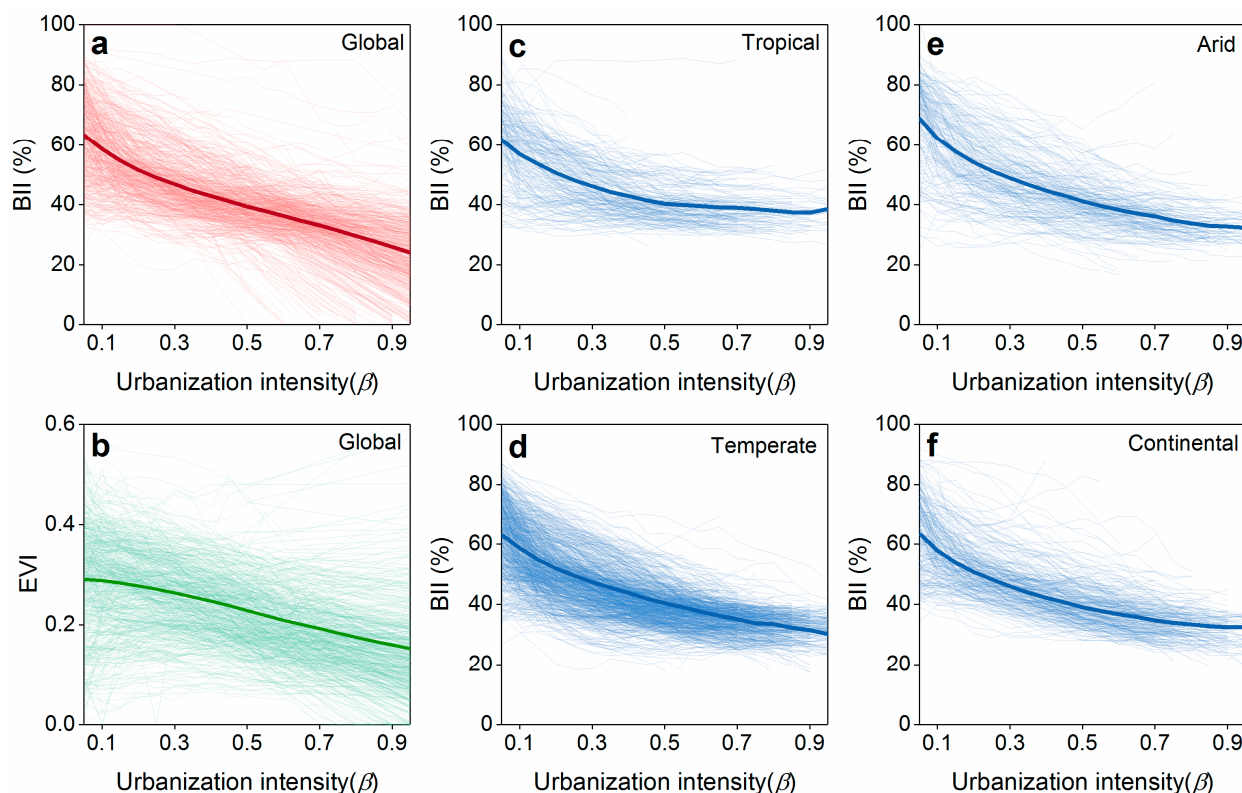 a
Global
BII (%)
100
80
60
40
20
0
0.1 0.3 0.5 0.7 0.9
Urbanization intensity(β)
c
Tropical
BII (%)
100
80
60
40
20
0
0.1 0.3 0.5 0.7 0.9
Urbanization intensity(β)
e
Arid
BII (%)
100
80
60
40
20
0
0.1 0.3 0.5 0.7 0.9
Urbanization intensity(β)
b
Global
EVI
0.6
0.4
0.2
0.0
0.1 0.3 0.5 0.7 0.9
Urbanization intensity(β)
d
Temperate
BII (%)
100
80
60
40
20
0
0.1 0.3 0.5 0.7 0.9
Urbanization intensity(β)
f
Continental
BII (%)
100
80
60
40
20
0
0.1 0.3 0.5 0.7 0.9
Urbanization intensity(β)